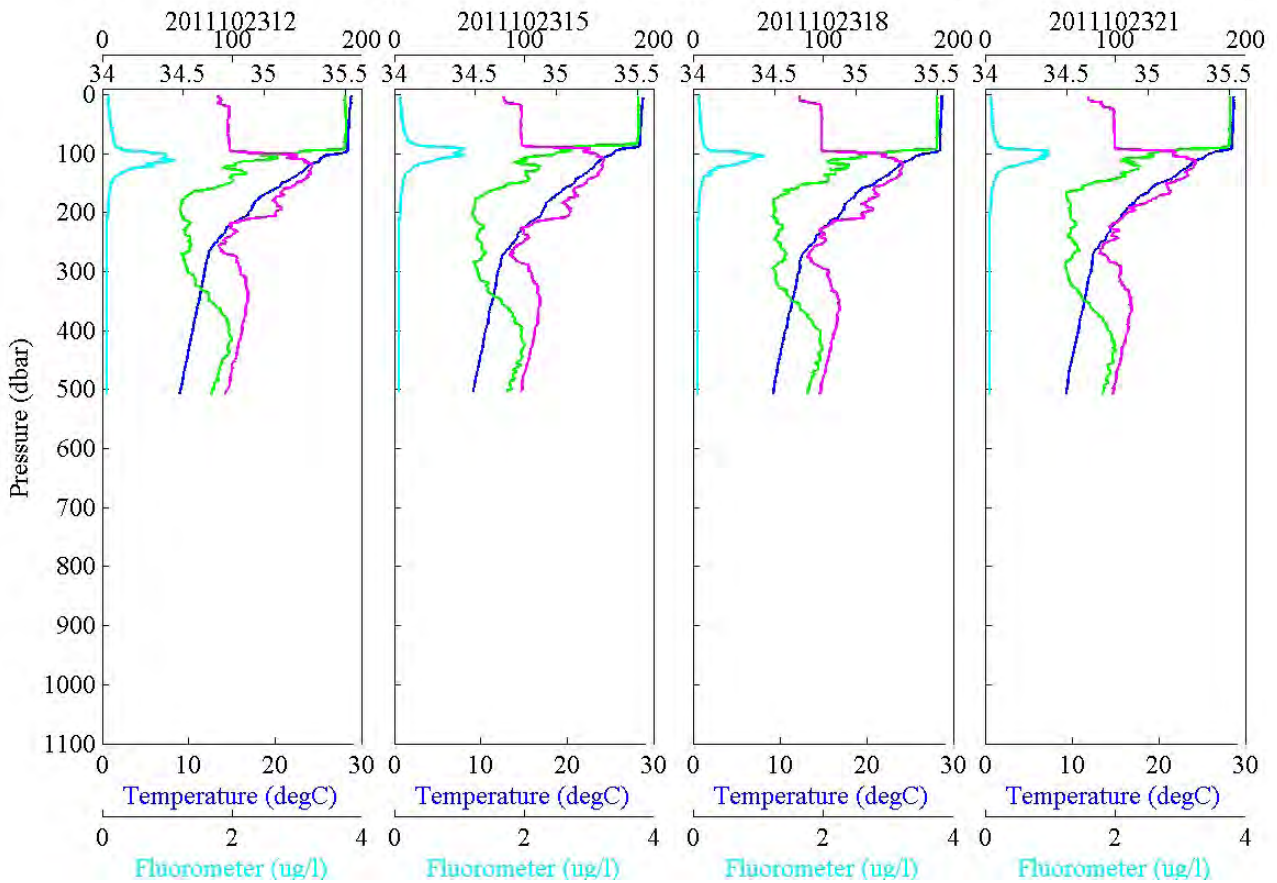 2011102312 2011102315 2011102318 2011102321
0 100 200 0 100 200 0 100 200 0 100 200
34 34.5 35 35.5 34 34.5 35 35.5 34 34.5 35 35.5 34 34.5 35 35.5
0
100
200
300
400
500
600
700
800
900
1000
1100
Pressure (dbar)
0 10 20 30 0 10 20 30 0 10 20 30 0 10 20 30
Temperature (degC) Temperature (degC) Temperature (degC) Temperature (degC)
0 2 4 0 2 4 0 2 4 0 2 4
Fluorometer (ug/l) Fluorometer (ug/l) Fluorometer (ug/l) Fluorometer (ug/l)